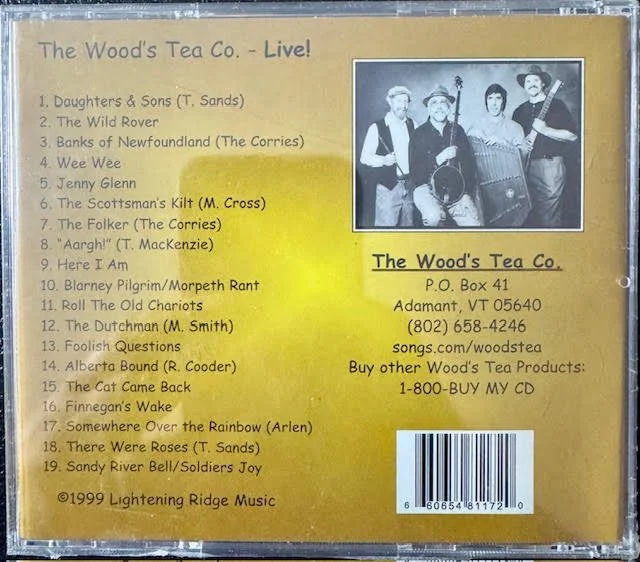 The Wood's Tea Co. - Live!
1. Daughters & Sons (T. Sands)
2. The Wild Rover
3. Banks of Newfoundland (The Corries)
4. Wee Wee
5. Jenny Glenn
6. The Scottsman's Kilt (M. Cross)
7. The Folker (The Corries)
8. "Aargh!" (T. MacKenzie)
9. Here I Am
10. Blarney Pilgrim/Morpeth Rant
11. Roll The Old Chariots
12. The Dutchman (M. Smith)
13. Foolish Questions
14. Alberta Bound (R. Cooder)
15. The Cat Came Back
16. Finnegan's Wake
17. Somewhere Over the Rainbow (Arlen)
18. There Were Roses (T. Sands)
19. Sandy River Bell/Soldiers Joy
©1999 Lightening Ridge Music
The Wood's Tea Co.
P.O. Box 41
Adamant, VT 05640
(802) 658-4246
songs.com/woodstea
Buy other Wood's Tea Products:
1-800-BUY MY CD
6 60654 81172 0